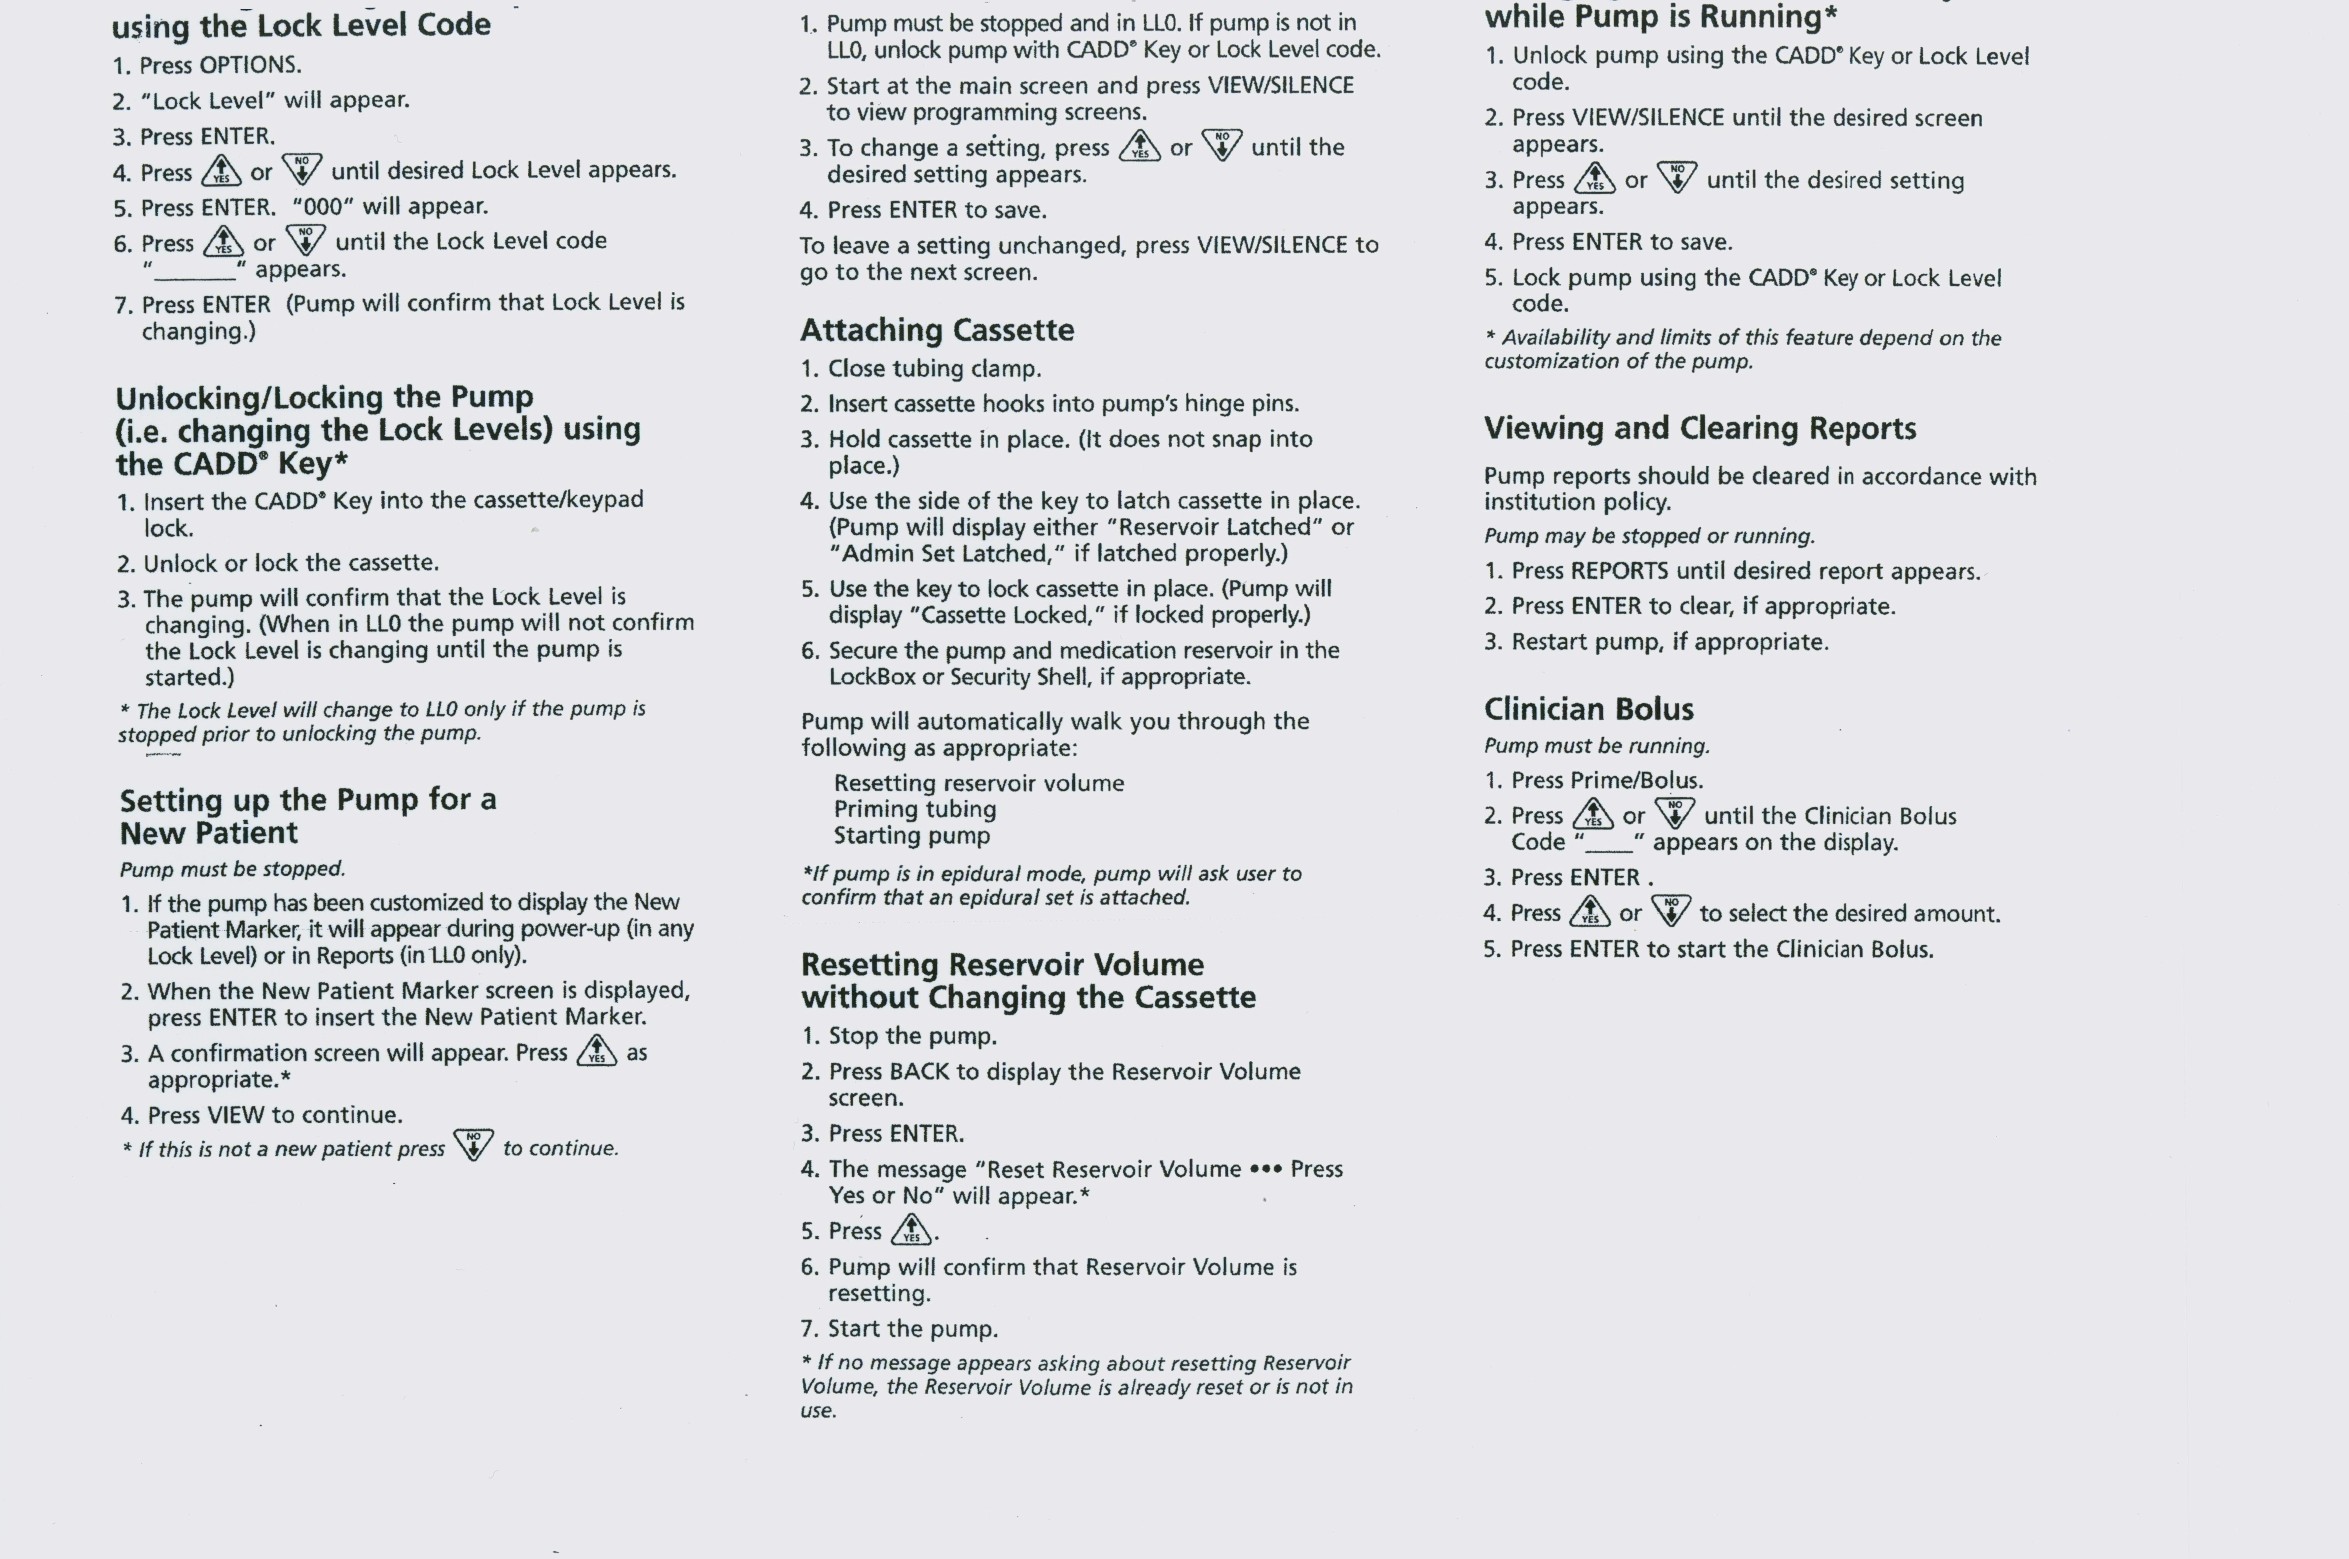 using the Lock Level Code
1. Press OPTIONS.
2. "Lock Level" will appear.
3. Press ENTER.
4. Press YES or NO until desired Lock Level appears.
5. Press ENTER. "000" will appear.
6. Press YES or NO until the Lock Level code
"______" appears.
7. Press ENTER (Pump will confirm that Lock Level is
changing.)
Unlocking/Locking the Pump
(i.e. changing the Lock Levels) using
the CADD® Key*
1. Insert the CADD® Key into the cassette/keypad
lock.
2. Unlock or lock the cassette.
3. The pump will confirm that the Lock Level is
changing. (When in LL0 the pump will not confirm
the Lock Level is changing until the pump is
started.)
* The Lock Level will change to LL0 only if the pump is
stopped prior to unlocking the pump.
Setting up the Pump for a
New Patient
Pump must be stopped.
1. If the pump has been customized to display the New
Patient Marker, it will appear during power-up (in any
Lock Level) or in Reports (in LL0 only).
2. When the New Patient Marker screen is displayed,
press ENTER to insert the New Patient Marker.
3. A confirmation screen will appear. Press YES as
appropriate.*
4. Press VIEW to continue.
* If this is not a new patient press NO to continue.
1. Pump must be stopped and in LL0. If pump is not in
LL0, unlock pump with CADD® Key or Lock Level code.
2. Start at the main screen and press VIEW/SILENCE
to view programming screens.
3. To change a setting, press YES or NO until the
desired setting appears.
4. Press ENTER to save.
To leave a setting unchanged, press VIEW/SILENCE to
go to the next screen.
Attaching Cassette
1. Close tubing clamp.
2. Insert cassette hooks into pump's hinge pins.
3. Hold cassette in place. (It does not snap into
place.)
4. Use the side of the key to latch cassette in place.
(Pump will display either "Reservoir Latched" or
"Admin Set Latched," if latched properly.)
5. Use the key to lock cassette in place. (Pump will
display "Cassette Locked," if locked properly.)
6. Secure the pump and medication reservoir in the
LockBox or Security Shell, if appropriate.
Pump will automatically walk you through the
following as appropriate:
Resetting reservoir volume
Priming tubing
Starting pump
*If pump is in epidural mode, pump will ask user to
confirm that an epidural set is attached.
Resetting Reservoir Volume
without Changing the Cassette
1. Stop the pump.
2. Press BACK to display the Reservoir Volume
screen.
3. Press ENTER.
4. The message "Reset Reservoir Volume ••• Press
Yes or No" will appear.*
5. Press YES.
6. Pump will confirm that Reservoir Volume is
resetting.
7. Start the pump.
* If no message appears asking about resetting Reservoir
Volume, the Reservoir Volume is already reset or is not in
use.
while Pump is Running*
1. Unlock pump using the CADD® Key or Lock Level
code.
2. Press VIEW/SILENCE until the desired screen
appears.
3. Press YES or NO until the desired setting
appears.
4. Press ENTER to save.
5. Lock pump using the CADD® Key or Lock Level
code.
* Availability and limits of this feature depend on the
customization of the pump.
Viewing and Clearing Reports
Pump reports should be cleared in accordance with
institution policy.
Pump may be stopped or running.
1. Press REPORTS until desired report appears.
2. Press ENTER to clear, if appropriate.
3. Restart pump, if appropriate.
Clinician Bolus
Pump must be running.
1. Press Prime/Bolus.
2. Press YES or NO until the Clinician Bolus
Code "____" appears on the display.
3. Press ENTER .
4. Press YES or NO to select the desired amount.
5. Press ENTER to start the Clinician Bolus.